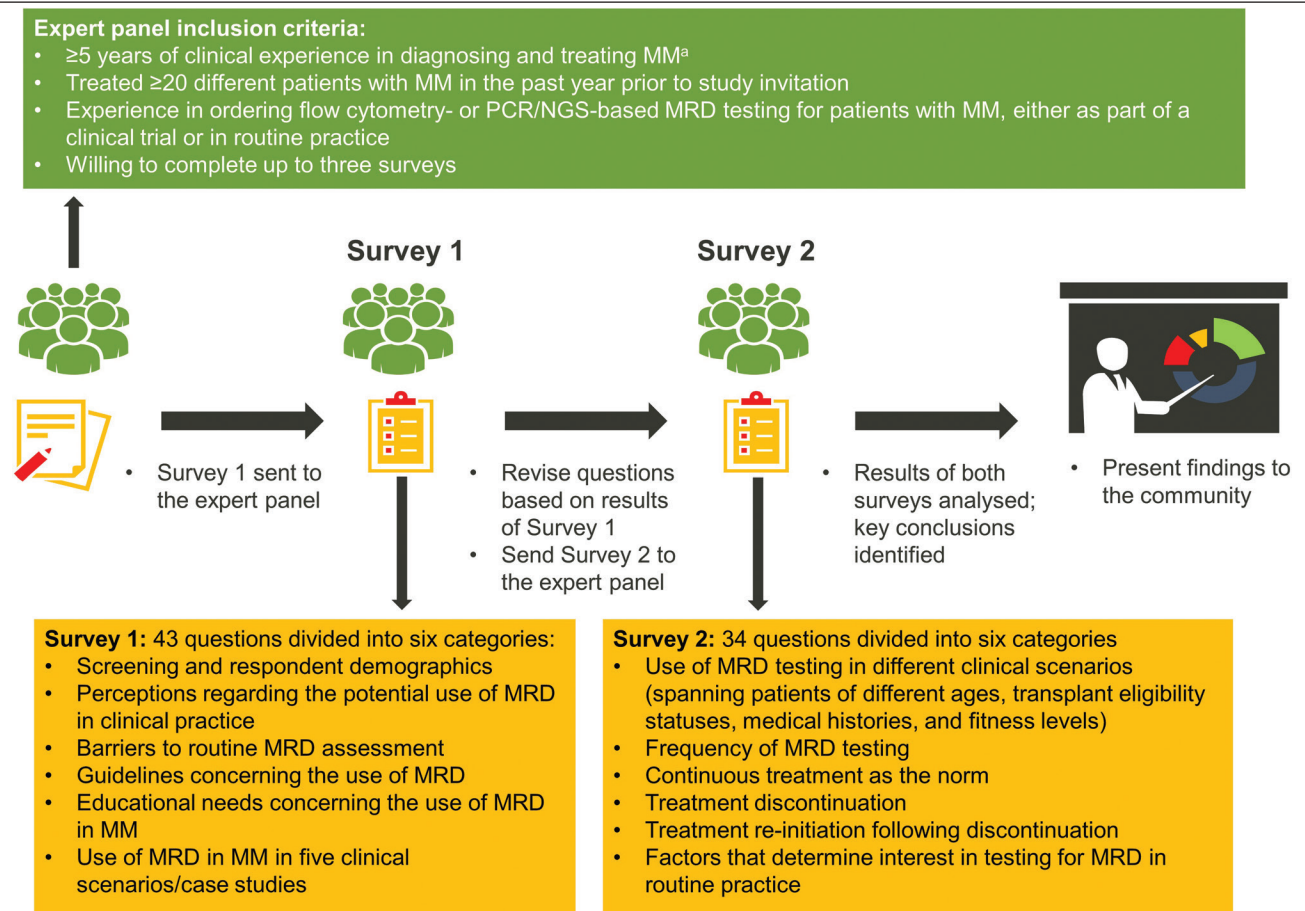 Expert panel inclusion criteria:
• ≥5 years of clinical experience in diagnosing and treating MMᵃ
• Treated ≥20 different patients with MM in the past year prior to study invitation
• Experience in ordering flow cytometry- or PCR/NGS-based MRD testing for patients with MM, either as part of a
clinical trial or in routine practice
• Willing to complete up to three surveys
Survey 1
Survey 2
• Survey 1 sent to
the expert panel
• Revise questions
based on results
of Survey 1
• Send Survey 2 to
the expert panel
• Results of both
surveys analysed;
key conclusions
identified
• Present findings to
the community
Survey 1: 43 questions divided into six categories:
• Screening and respondent demographics
• Perceptions regarding the potential use of MRD
in clinical practice
• Barriers to routine MRD assessment
• Guidelines concerning the use of MRD
• Educational needs concerning the use of MRD
in MM
• Use of MRD in MM in five clinical
scenarios/case studies
Survey 2: 34 questions divided into six categories
• Use of MRD testing in different clinical scenarios
(spanning patients of different ages, transplant eligibility
statuses, medical histories, and fitness levels)
• Frequency of MRD testing
• Continuous treatment as the norm
• Treatment discontinuation
• Treatment re-initiation following discontinuation
• Factors that determine interest in testing for MRD in
routine practice